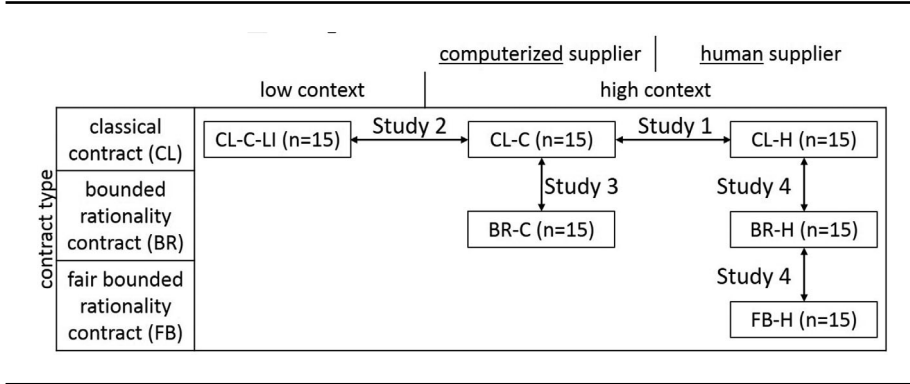 computerized supplier
human supplier
low context
high context
classical
contract (CL)
CL-C-LI (n=15)
Study 2
CL-C (n=15)
Study 1
CL-H (n=15)
contract type
bounded
rationality
contract (BR)
Study 3
Study 4
BR-C (n=15)
BR-H (n=15)
fair bounded
rationality
contract (FB)
Study 4
FB-H (n=15)